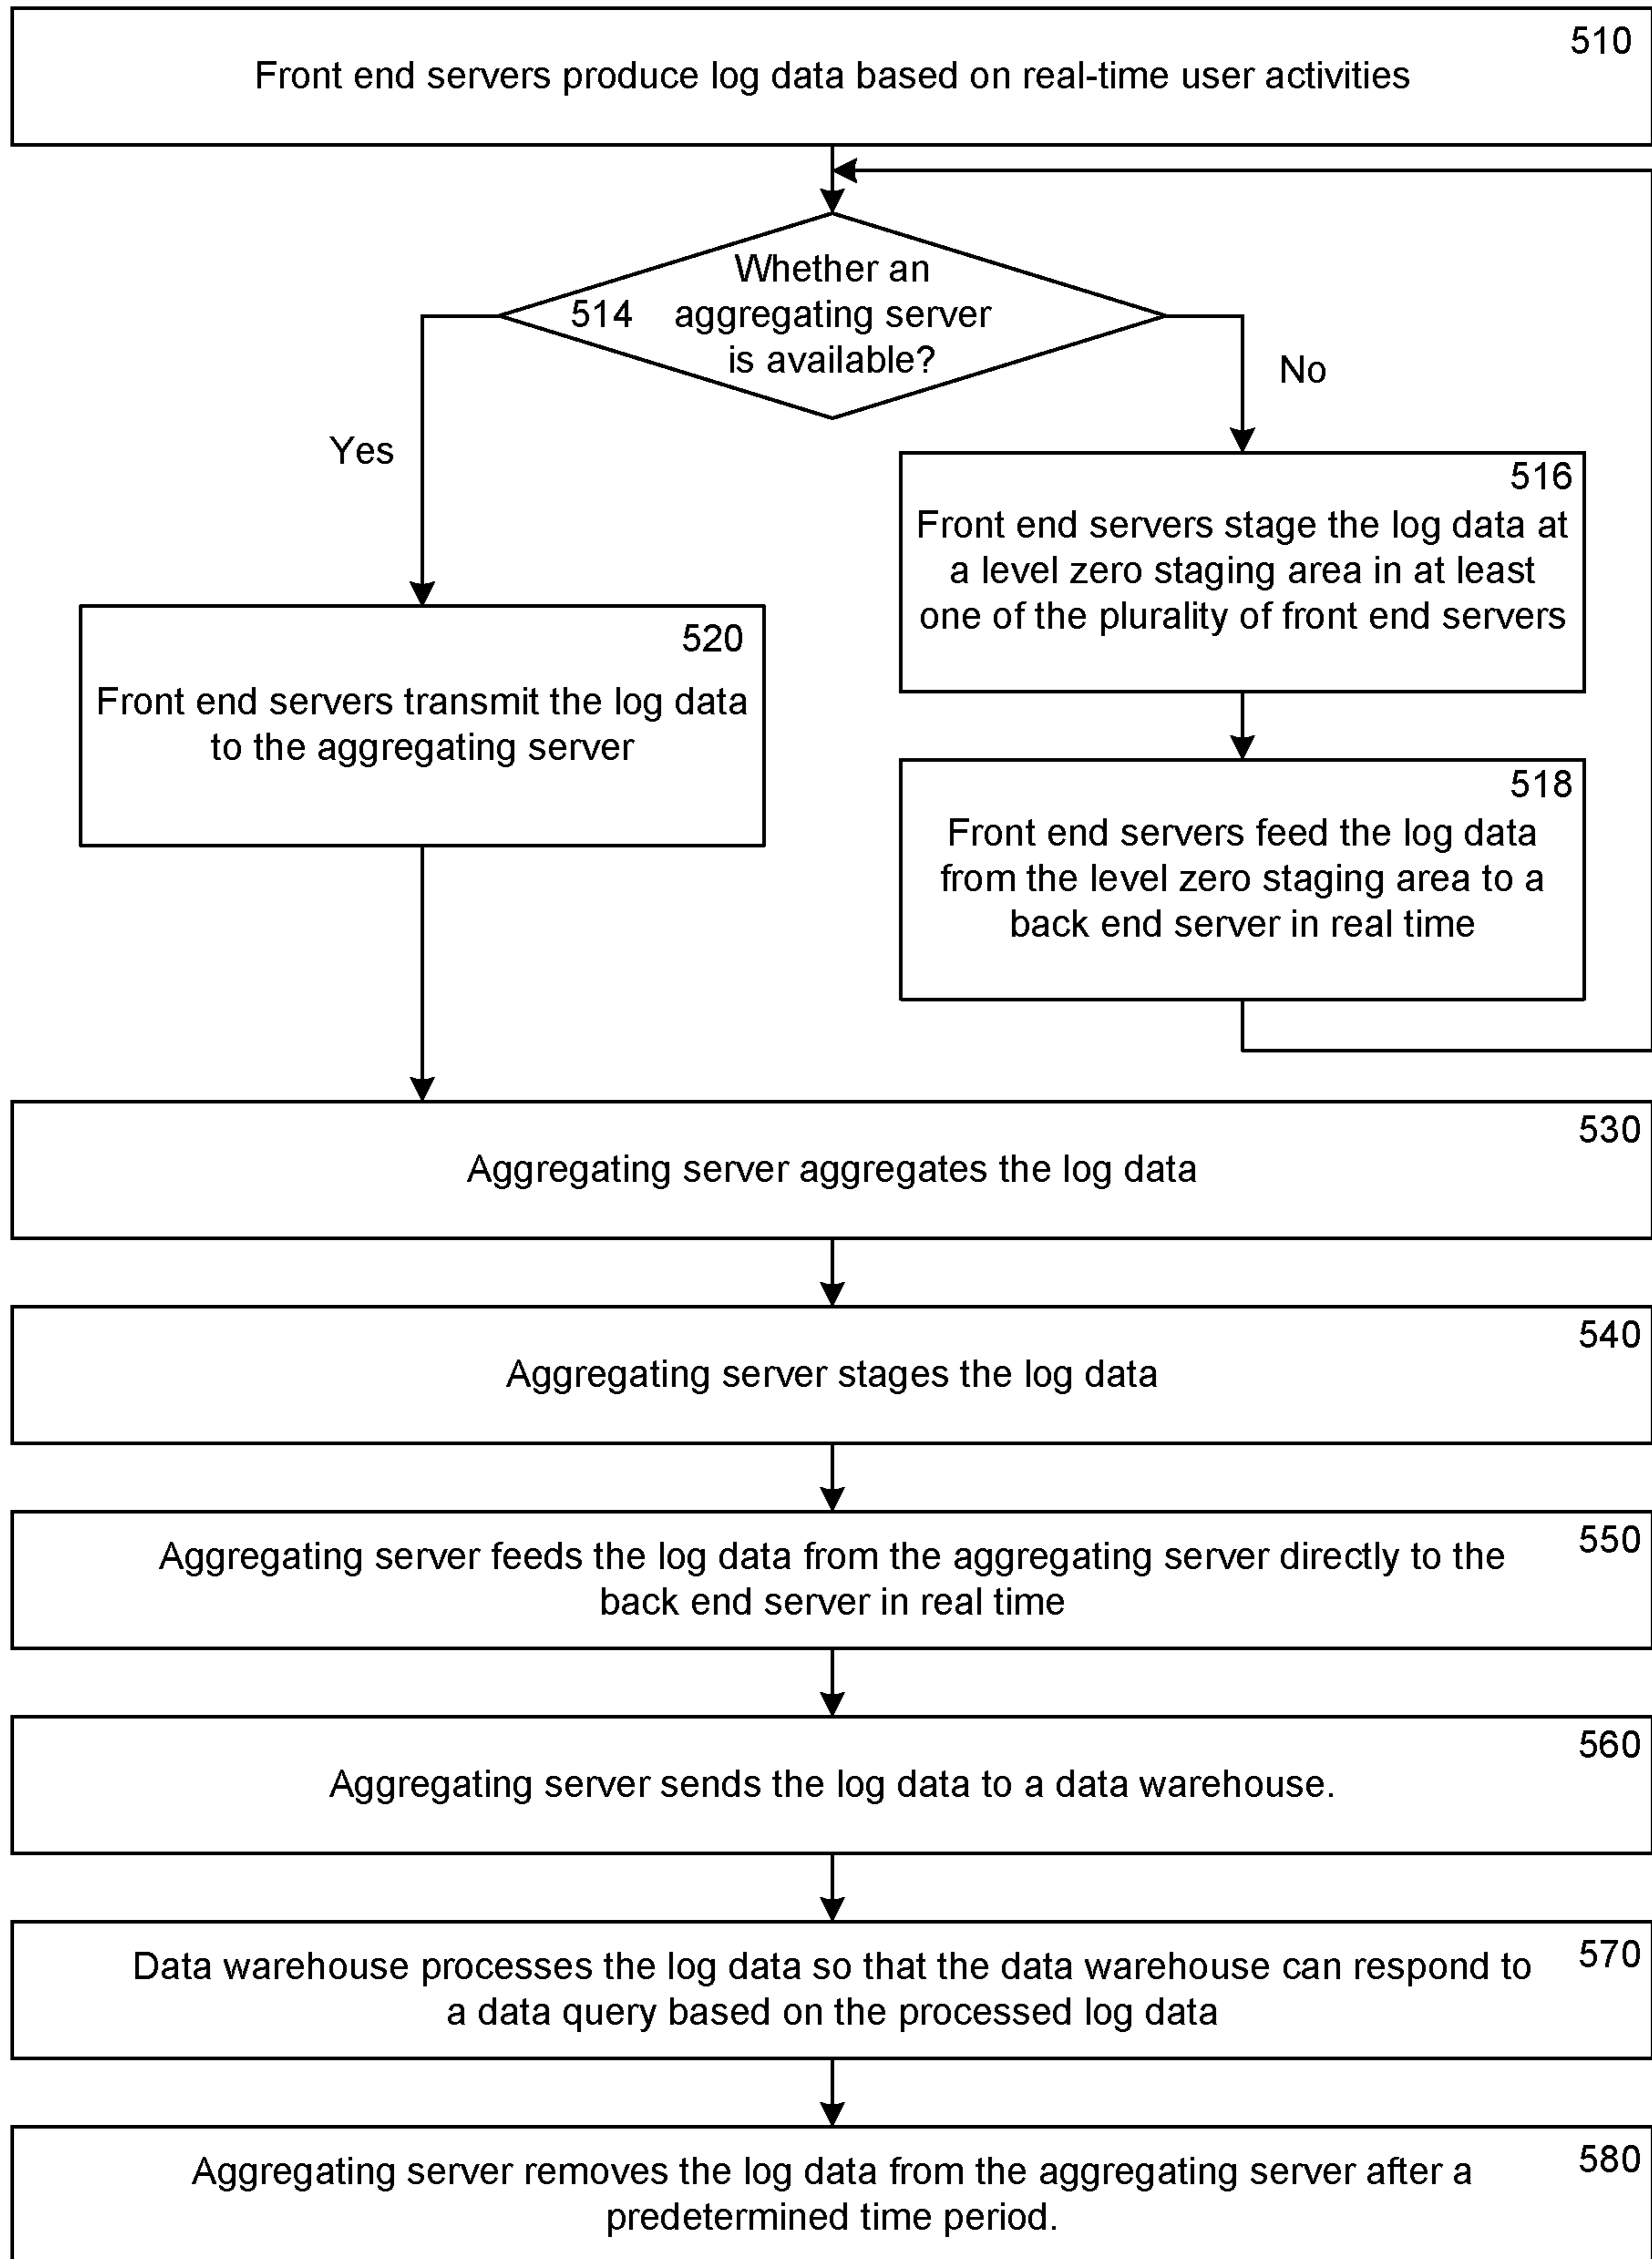 510
Front end servers produce log data based on real-time user activities
Whether an
514 aggregating server
is available?
Yes
No
516
Front end servers stage the log data at
a level zero staging area in at least
one of the plurality of front end servers
520
Front end servers transmit the log data
to the aggregating server
518
Front end servers feed the log data
from the level zero staging area to a
back end server in real time
530
Aggregating server aggregates the log data
540
Aggregating server stages the log data
550
Aggregating server feeds the log data from the aggregating server directly to the
back end server in real time
560
Aggregating server sends the log data to a data warehouse.
570
Data warehouse processes the log data so that the data warehouse can respond to
a data query based on the processed log data
580
Aggregating server removes the log data from the aggregating server after a
predetermined time period.